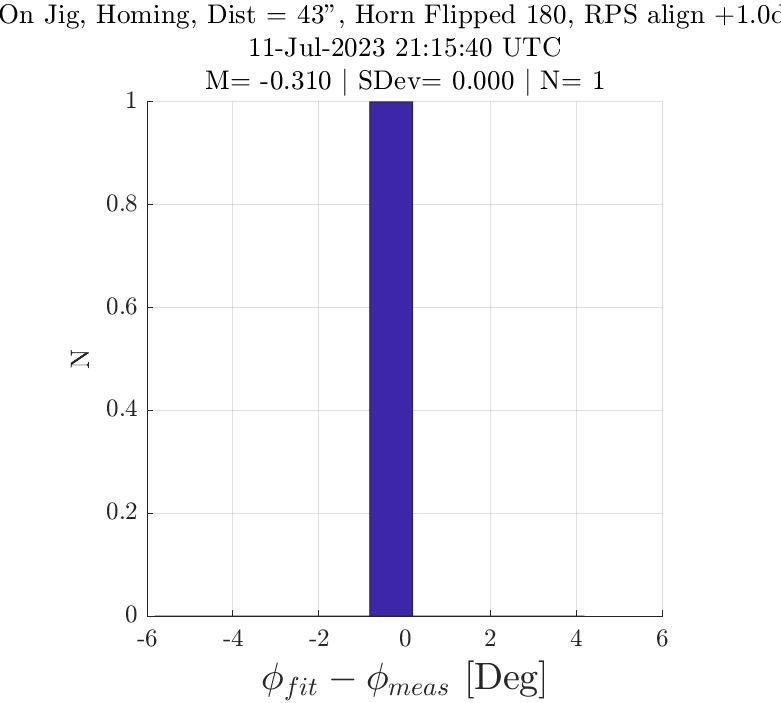 On Jig, Homing, Dist = 43”, Horn Flipped 180, RPS align +1.0d
11-Jul-2023 21:15:40 UTC
M= -0.310 | SDev= 0.000 | N= 1
1
0.8
0.6
0.4
0.2
0
N
-6 -4 -2 0 2 4 6
ϕ_fit − ϕ_meas [Deg]